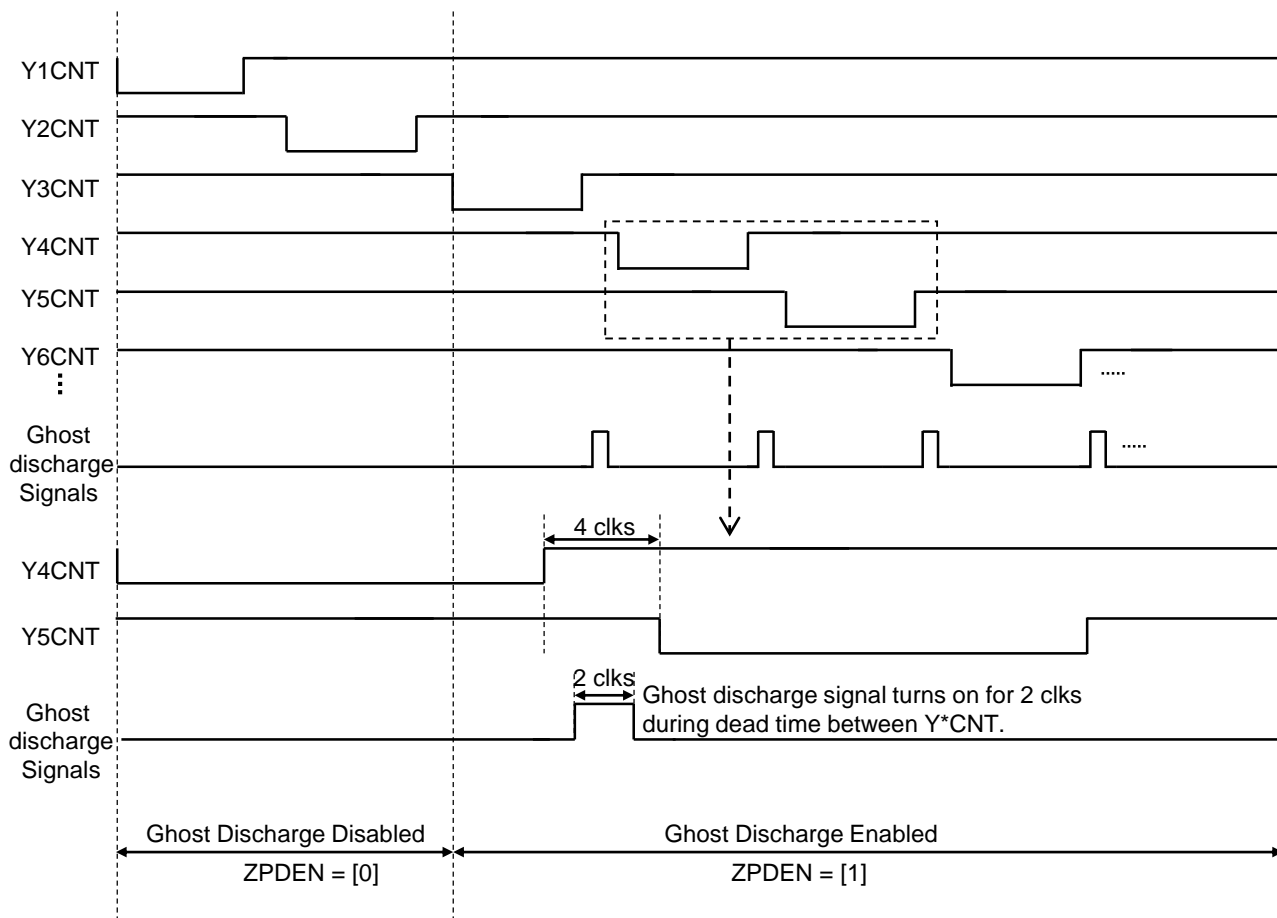 Y1CNT
Y2CNT
Y3CNT
Y4CNT
Y5CNT
Y6CNT
⋮
.....
Ghost
discharge
Signals
.....
4 clks
Y4CNT
Y5CNT
2 clks
Ghost discharge signal turns on for 2 clks
during dead time between Y*CNT.
Ghost
discharge
Signals
Ghost Discharge Disabled
Ghost Discharge Enabled
ZPDEN = [0]
ZPDEN = [1]